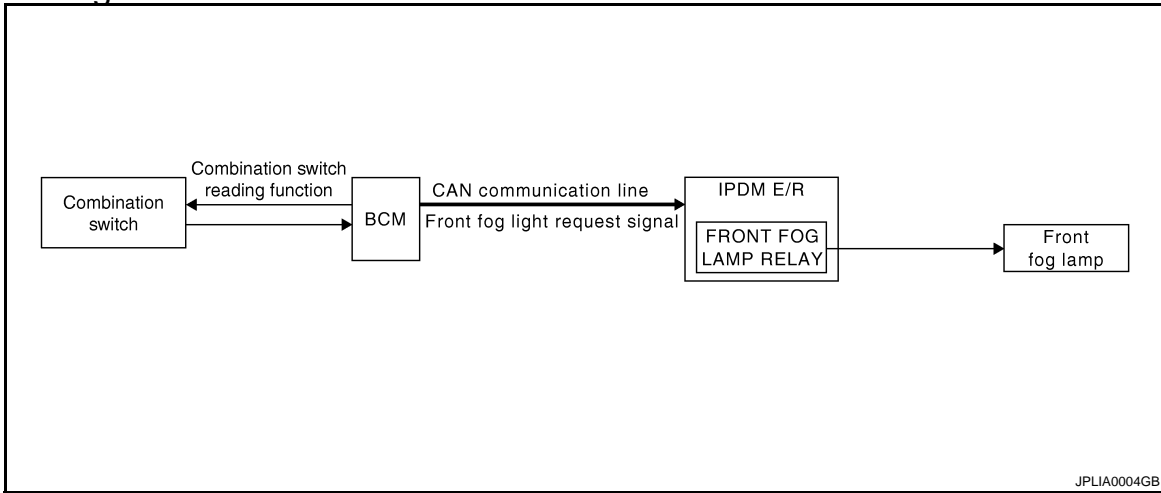 Combination switch
reading function
Combination
switch
BCM
CAN communication line
Front fog light request signal
IPDM E/R
FRONT FOG
LAMP RELAY
Front
fog lamp
JPLIA0004GB